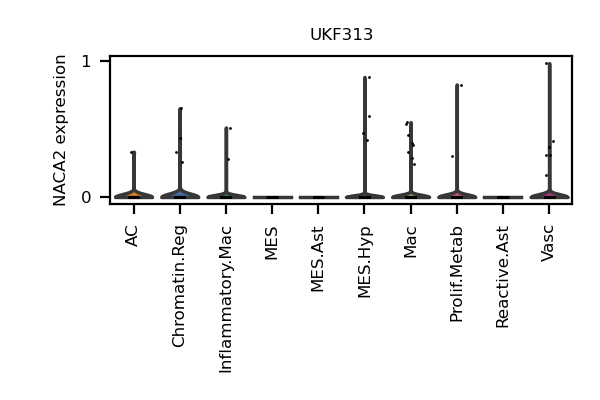 UKF313
NACA2 expression
1
0
AC
Chromatin.Reg
Inflammatory.Mac
MES
MES.Ast
MES.Hyp
Mac
Prolif.Metab
Reactive.Ast
Vasc